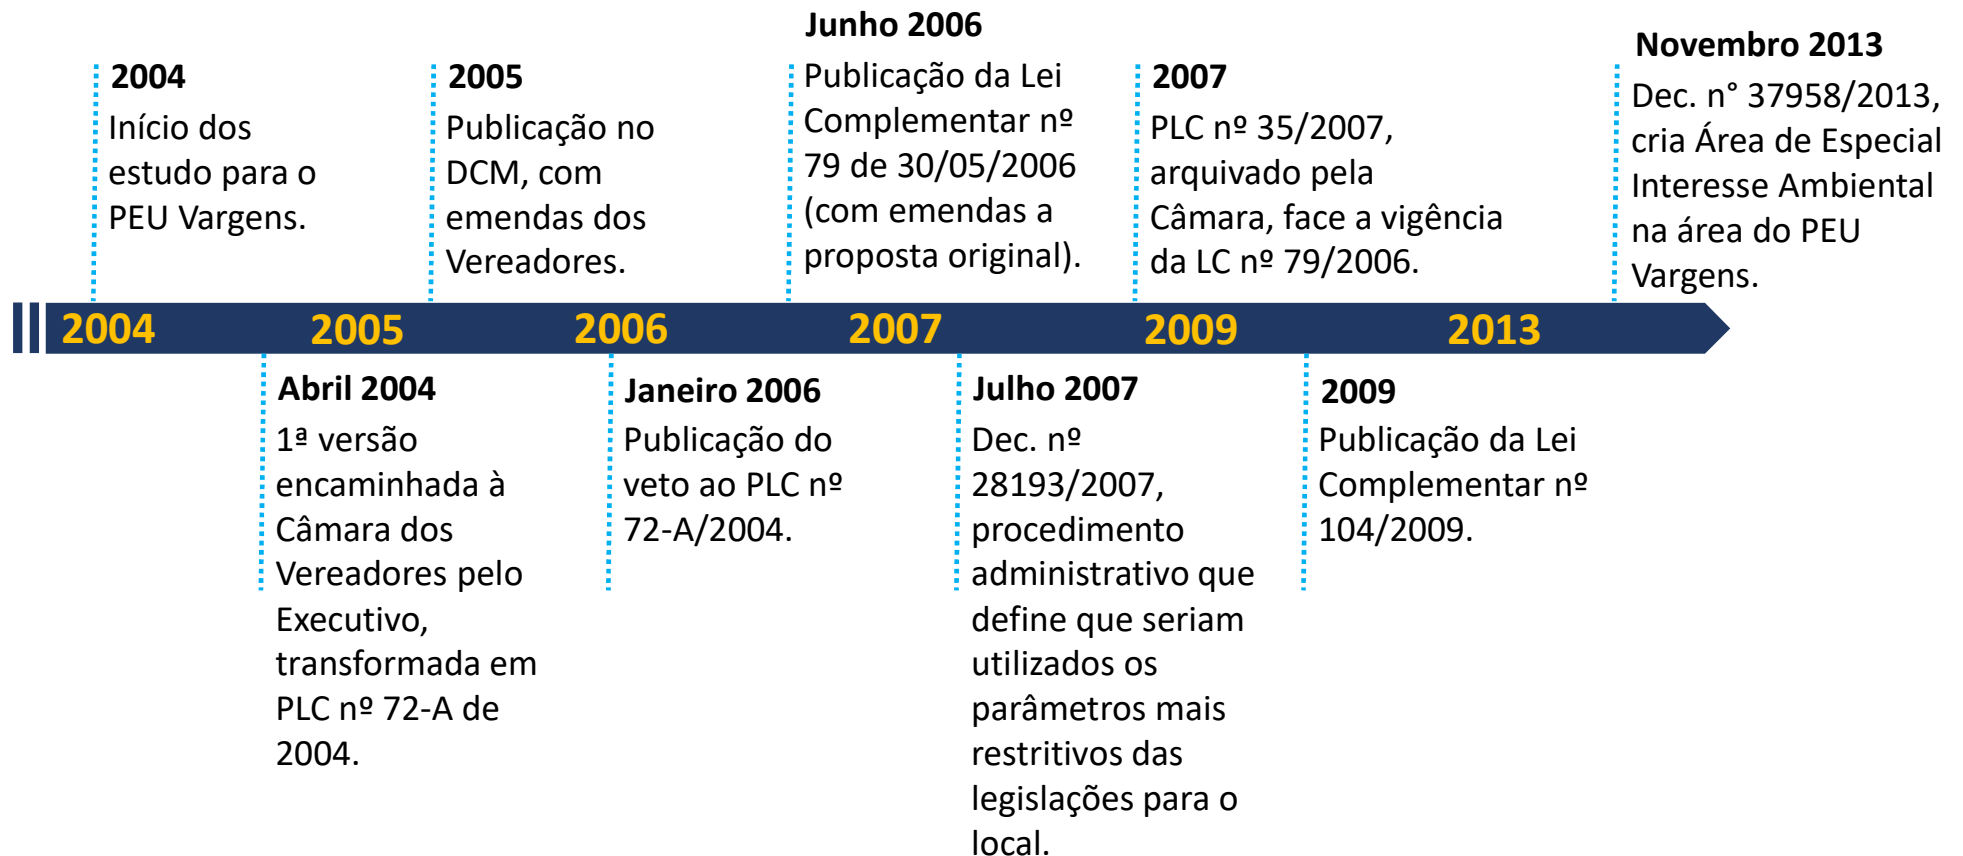 2004
Início dos
estudo para o
PEU Vargens.
2005
Publicação no
DCM, com
emendas dos
Vereadores.
Junho 2006
Publicação da Lei
Complementar nº
79 de 30/05/2006
(com emendas a
proposta original).
2007
PLC nº 35/2007,
arquivado pela
Câmara, face a vigência
da LC nº 79/2006.
Novembro 2013
Dec. n° 37958/2013,
cria Área de Especial
Interesse Ambiental
na área do PEU
Vargens.
2004 2005 2006 2007 2009 2013
Abril 2004
1ª versão
encaminhada à
Câmara dos
Vereadores pelo
Executivo,
transformada em
PLC nº 72-A de
2004.
Janeiro 2006
Publicação do
veto ao PLC nº
72-A/2004.
Julho 2007
Dec. nº
28193/2007,
procedimento
administrativo que
define que seriam
utilizados os
parâmetros mais
restritivos das
legislações para o
local.
2009
Publicação da Lei
Complementar nº
104/2009.